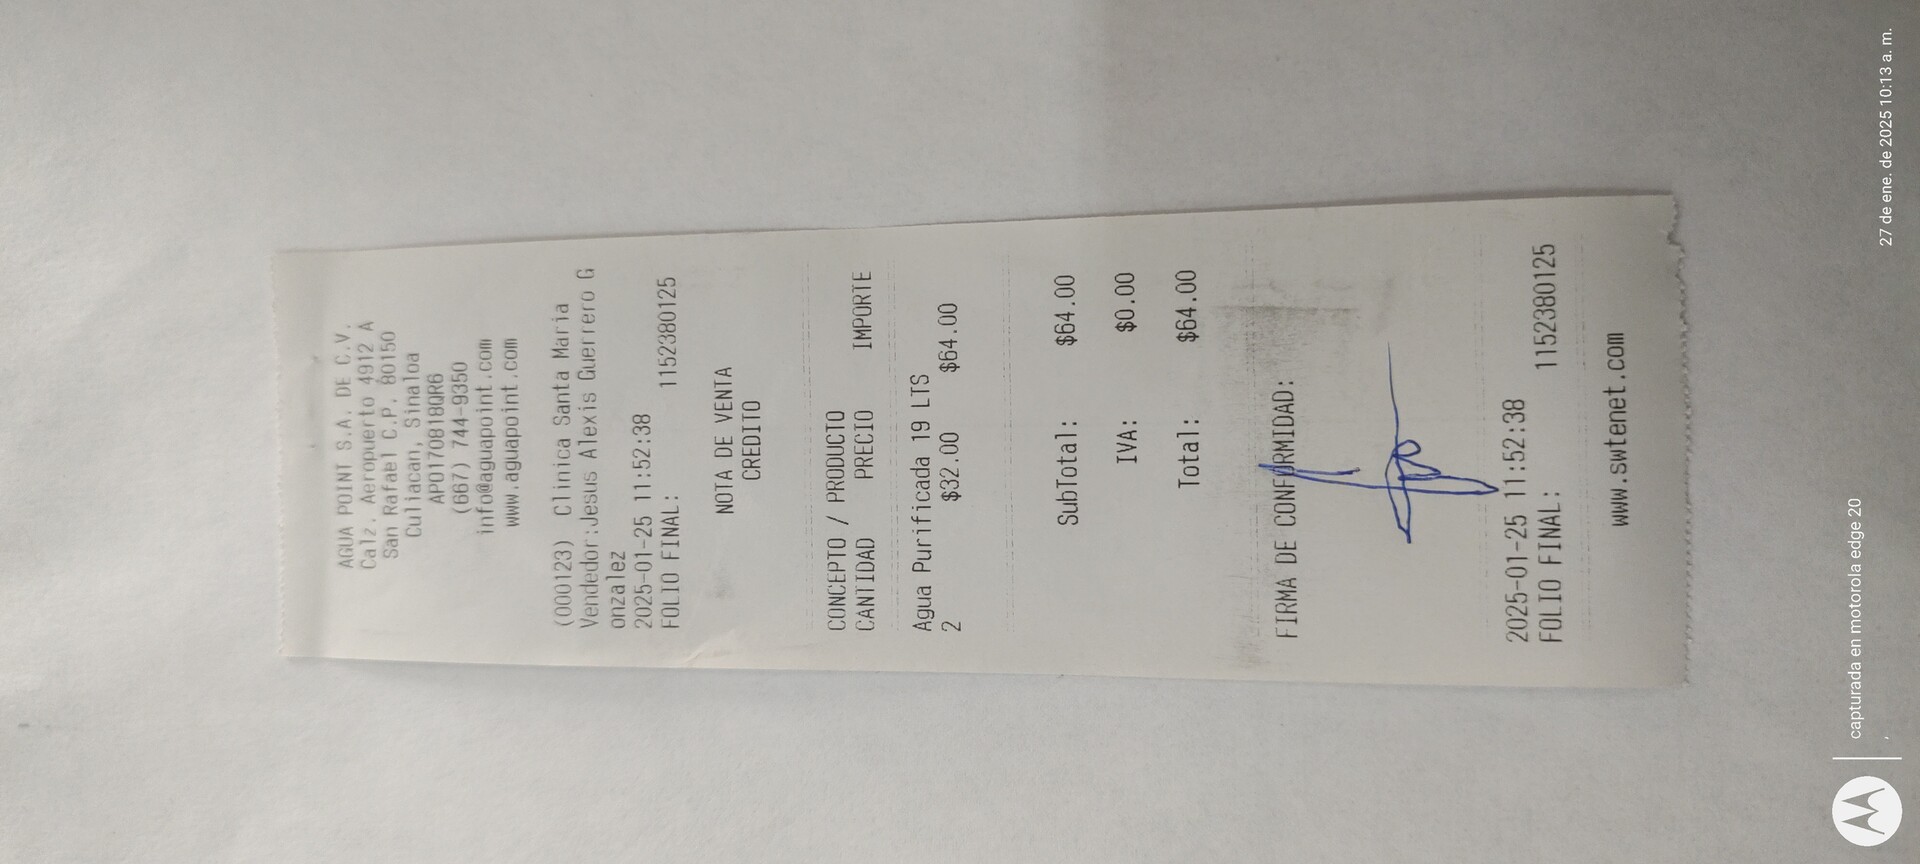 AGUA POINT S.A. DE C.V.
Calz. Aeropuerto 4912 A
San Rafael C.P. 80150
Culiacan, Sinaloa
APO170818QR6
(667) 744-9350
info@aguapoint.com
www.aguapoint.com
(000123) Clinica Santa Maria
Vendedor:Jesus Alexis Guerrero G
onzalez
2025-01-25 11:52:38
FOLIO FINAL: 1152380125
NOTA DE VENTA
CREDITO
CONCEPTO / PRODUCTO
CANTIDAD PRECIO IMPORTE
Agua Purificada 19 LTS
2 $32.00 $64.00
SubTotal: $64.00
IVA: $0.00
Total: $64.00
FIRMA DE CONFORMIDAD:
2025-01-25 11:52:38
FOLIO FINAL: 1152380125
www.swtenet.com
capturada en motorola edge 20
, 27 de ene. de 2025 10:13 a. m.